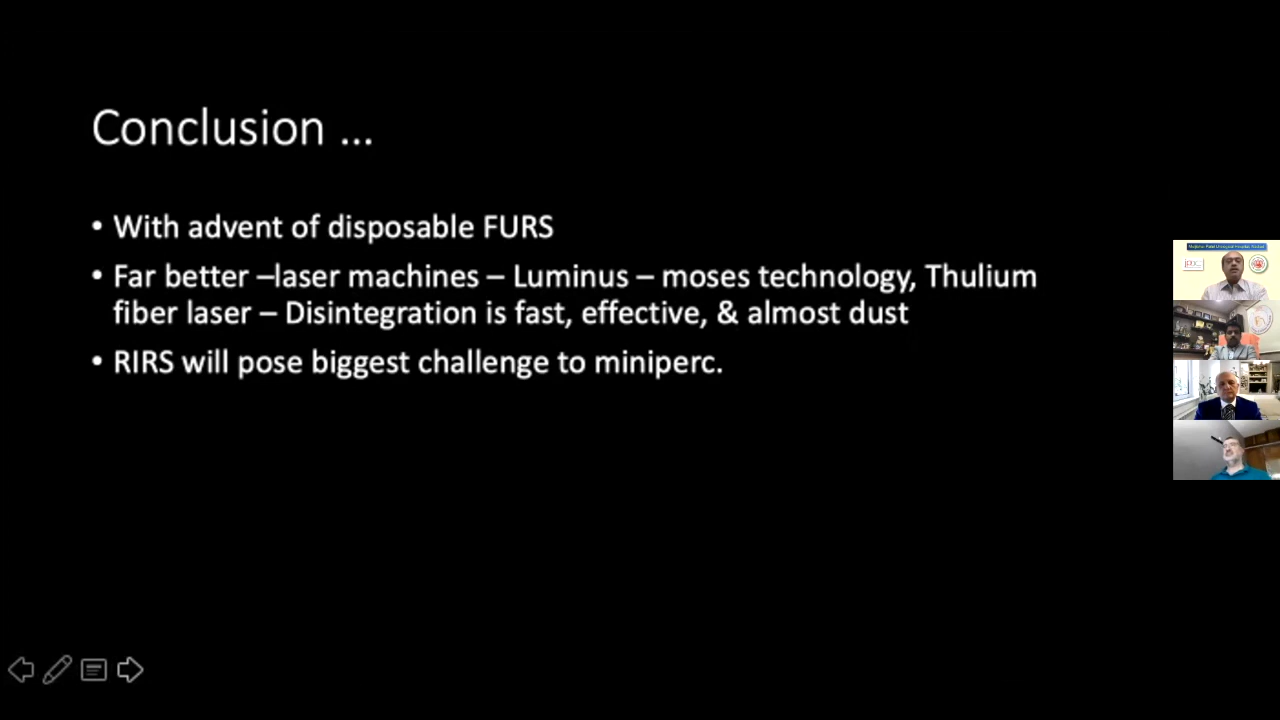 Conclusion ...
• With advent of disposable FURS
• Far better –laser machines – Luminus – moses technology, Thulium
fiber laser – Disintegration is fast, effective, & almost dust
• RIRS will pose biggest challenge to miniperc.